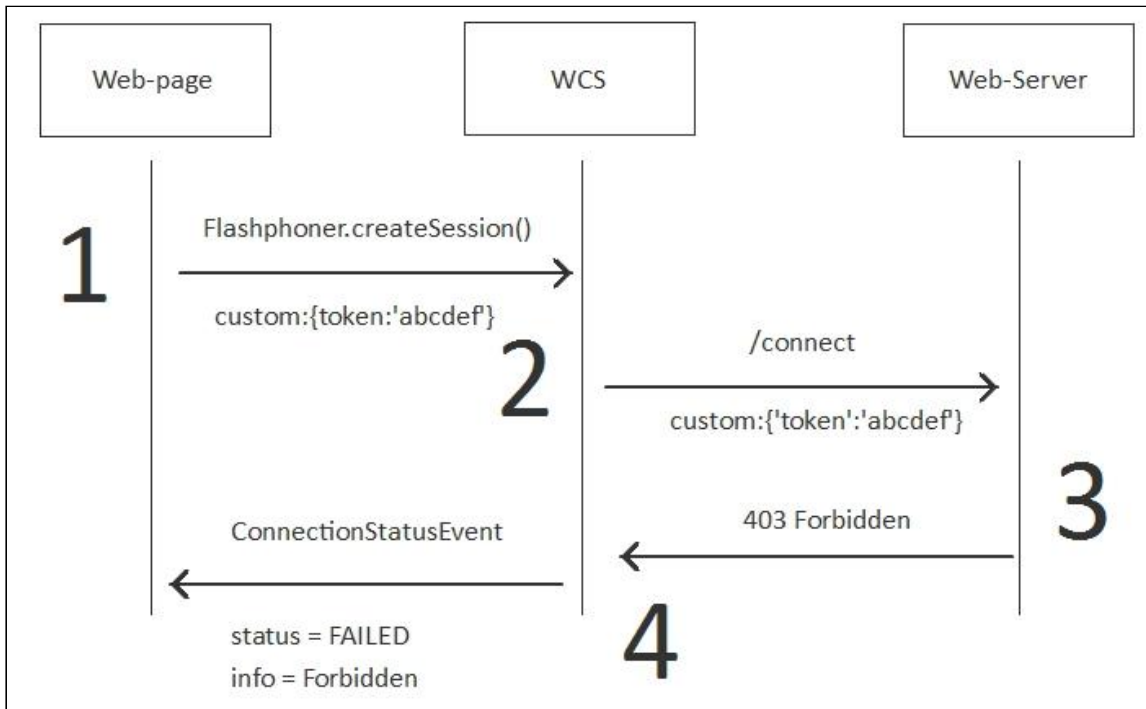 Web-page
WCS
Web-Server
1
Flashphoner.createSession()
custom:{token:'abcdef'}
2
/connect
custom:{'token':'abcdef'}
3
403 Forbidden
ConnectionStatusEvent
4
status = FAILED
info = Forbidden